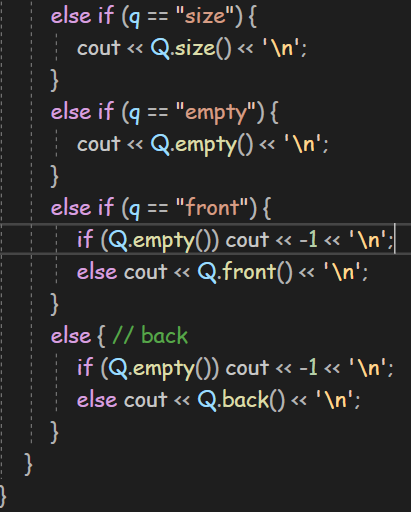 else if (q == "size") {
cout << Q.size() << '\n';
}
else if (q == "empty") {
cout << Q.empty() << '\n';
}
else if (q == "front") {
if (Q.empty()) cout << -1 << '\n';
else cout << Q.front() << '\n';
}
else { // back
if (Q.empty()) cout << -1 << '\n';
else cout << Q.back() << '\n';
}
}
}